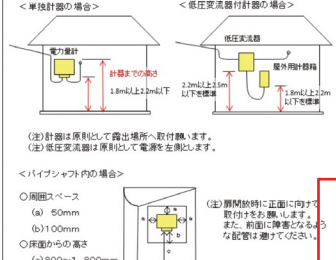 ＜単独計器の場合＞
＜低圧変流器付計器の場合＞
電力量計
計器までの高さ
1.8m以上2.2m以下
低圧変流器
屋外用計器箱
2.2m以上2.5m
以下を標準
1.8m以上2.2m
以下を標準
(注)計器は原則として露出場所へ取付願います。
(注)低圧変流器は原則として電源を左側とします。
＜パイプシャフト内の場合＞
○周囲スペース
(a) 50mm
(b)100mm
○床面からの高さ
(c)800～1,800mm
a
a
b
c
(注)扉開放時に正面に向けて
取付けをお願いします。
また、前面に障害となるよう
な配管は避けてください。